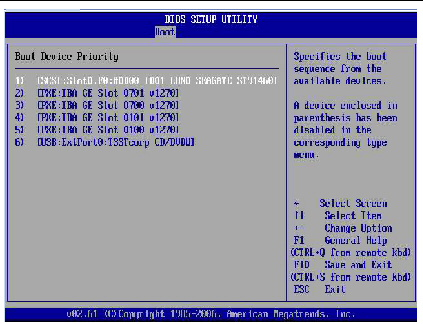 BIOS SETUP UTILITY
Boot
Boot Device Priority
Specifies the boot
sequence from the
available devices.
A device enclosed in
parenthesis has been
disabled in the
corresponding type
menu.
1) [SCSI:Slot0.F0:#0000 ID01 LUN0 SEAGATE ST91460]
2) [PXE:IBA GE Slot 0701 v1270]
3) [PXE:IBA GE Slot 0700 v1270]
4) [PXE:IBA GE Slot 0101 v1270]
5) [PXE:IBA GE Slot 0100 v1270]
6) [USB:ExtPort0:TSSTcorp CD/DVDW]
Select Screen
↑↓ Select Item
+- Change Option
F1 General Help
(CTRL+Q from remote kbd)
F10 Save and Exit
(CTRL+S from remote kbd)
ESC Exit
v02.61 (C)Copyright 1985-2006, American Megatrends, Inc.